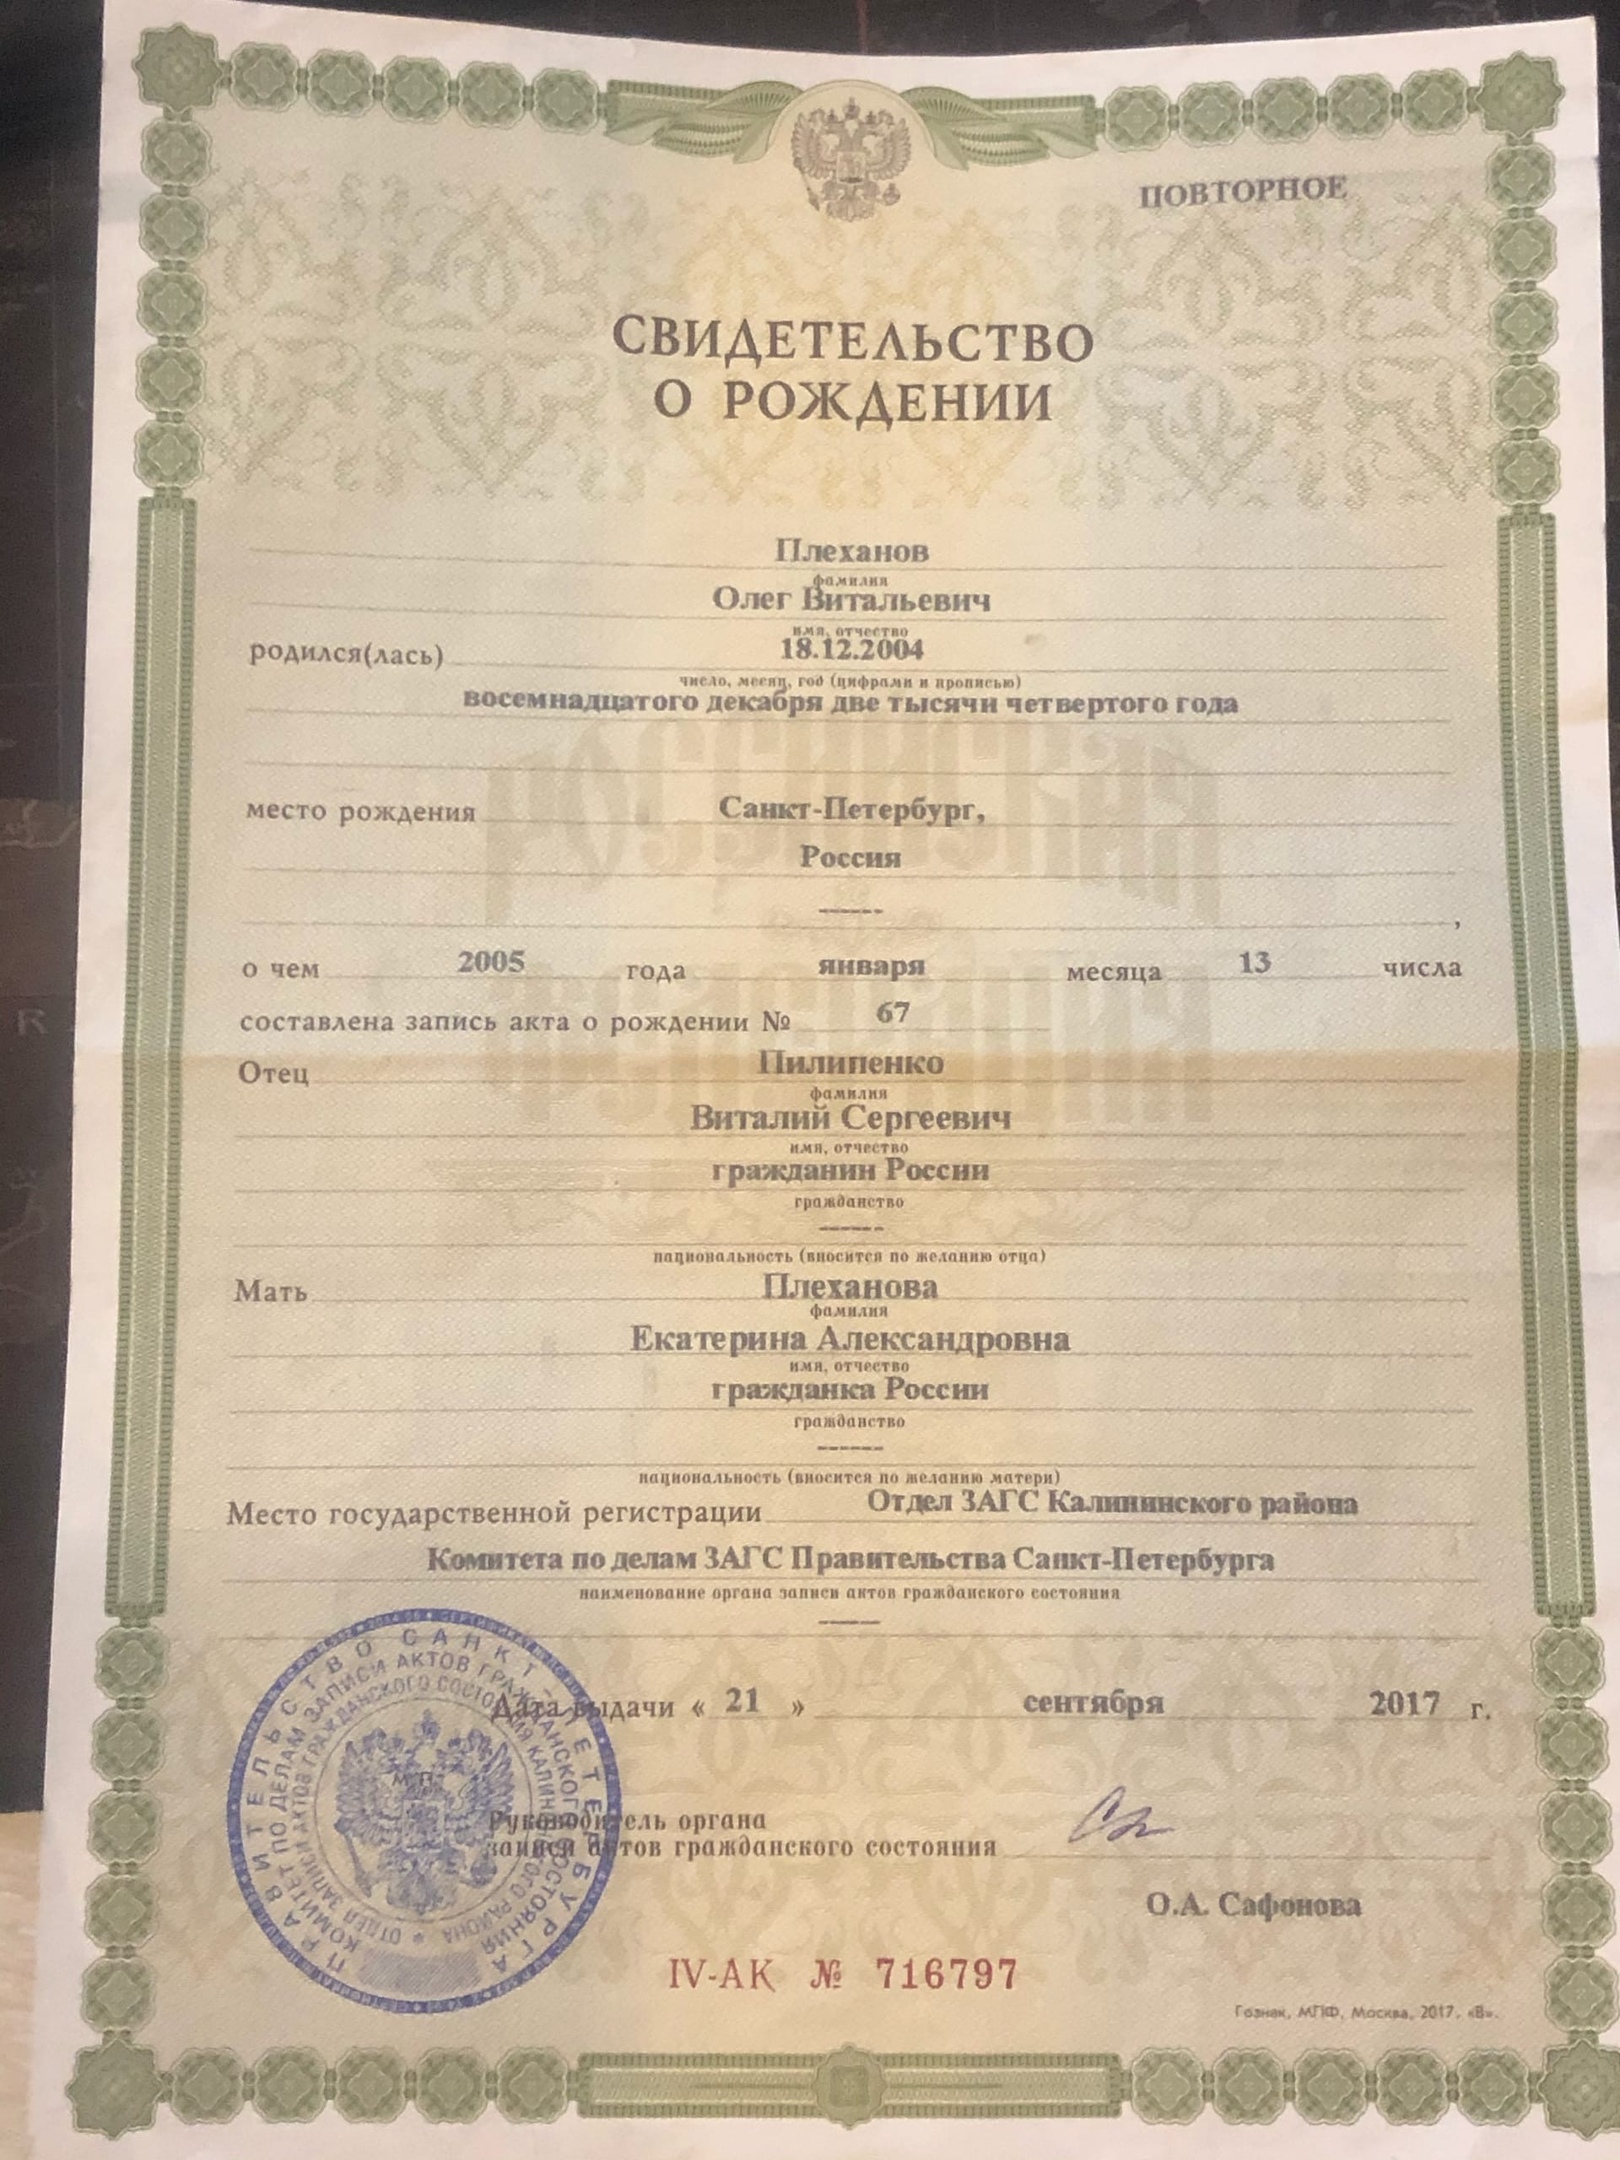 ПОВТОРНОЕ
СВИДЕТЕЛЬСТВО
О РОЖДЕНИИ
Плеханов
фамилия
Олег Витальевич
имя, отчество
родился(лась) 18.12.2004
число, месяц, год (цифрами и прописью)
восемнадцатого декабря две тысячи четвертого года
место рождения Санкт-Петербург,
Россия
------ ,
о чем 2005 года января месяца 13 числа
составлена запись акта о рождении № 67
Отец Пилипенко
фамилия
Виталий Сергеевич
имя, отчество
гражданин России
гражданство
------
национальность (вносится по желанию отца)
Мать Плеханова
фамилия
Екатерина Александровна
имя, отчество
гражданка России
гражданство
------
национальность (вносится по желанию матери)
Место государственной регистрации Отдел ЗАГС Калининского района
Комитета по делам ЗАГС Правительства Санкт-Петербурга
наименование органа записи актов гражданского состояния
------
Дата выдачи « 21 » сентября 2017 г.
М.П.
Руководитель органа
записи актов гражданского состояния
О.А. Сафонова
IV-АК № 716797
Гознак, МПФ, Москва, 2017, «В».
ПРАВИТЕЛЬСТВО САНКТ-ПЕТЕРБУРГА
КОМИТЕТ ПО ДЕЛАМ ЗАПИСИ АКТОВ ГРАЖДАНСКОГО СОСТОЯНИЯ
ОТДЕЛ ЗАПИСИ АКТОВ ГРАЖДАНСКОГО СОСТОЯНИЯ КАЛИНИНСКОГО РАЙОНА
РОССИЙСКАЯ
ФЕДЕРАЦИЯ